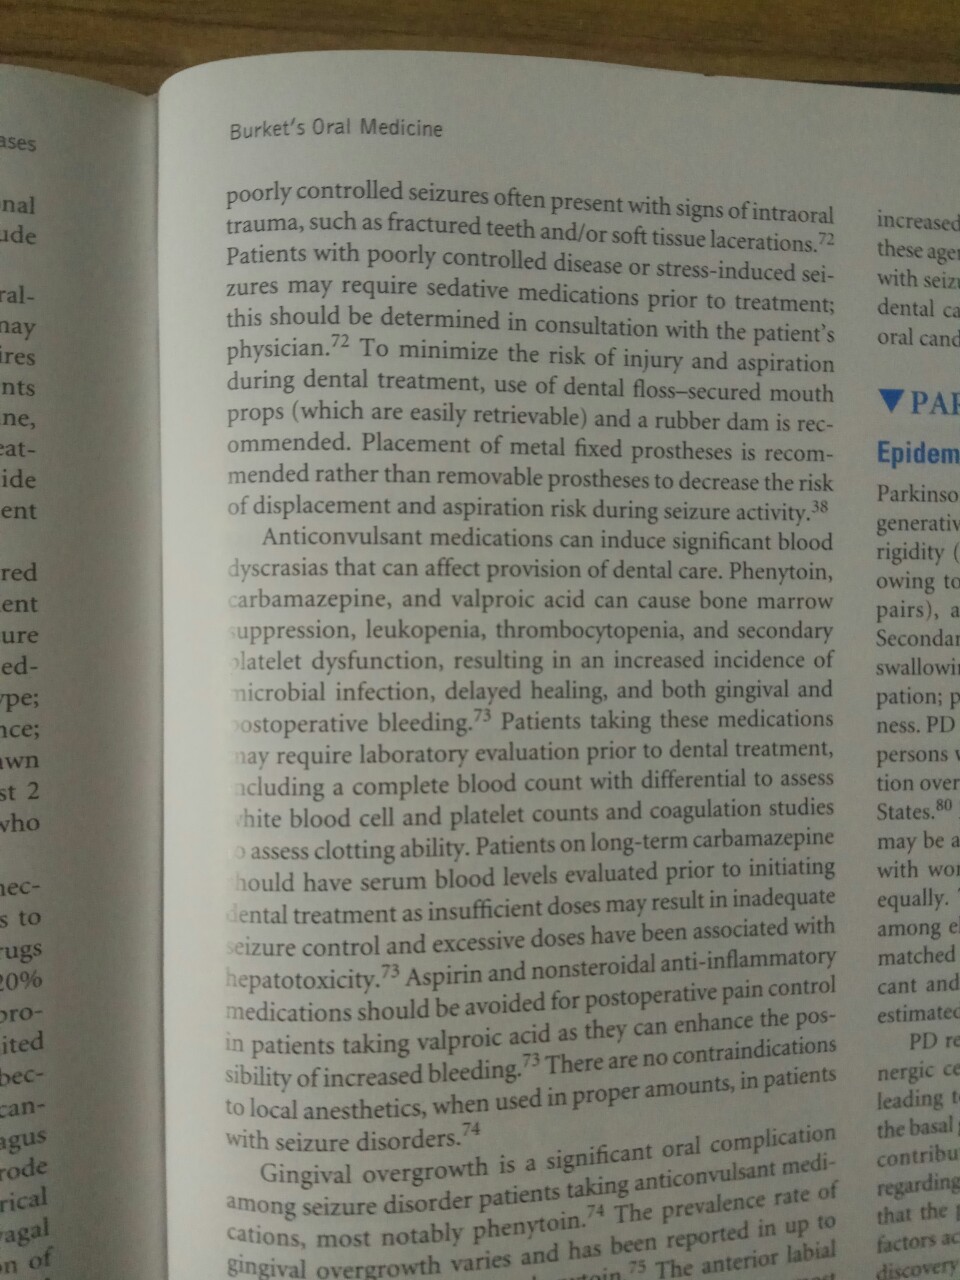 ases
nal
ude
ral-
nay
ires
nts
ne,
eat-
ide
ent
red
ent
ure
ed-
ype;
nce;
awn
st 2
who
nec-
s to
rugs
20%
pro-
ited
bec-
can-
agus
rode
rical
vagal
on of
Burket's Oral Medicine
poorly controlled seizures often present with signs of intraoral
trauma, such as fractured teeth and/or soft tissue lacerations.72
Patients with poorly controlled disease or stress-induced sei-
zures may require sedative medications prior to treatment;
this should be determined in consultation with the patient's
physician.72 To minimize the risk of injury and aspiration
during dental treatment, use of dental floss–secured mouth
props (which are easily retrievable) and a rubber dam is rec-
ommended. Placement of metal fixed prostheses is recom-
mended rather than removable prostheses to decrease the risk
of displacement and aspiration risk during seizure activity.38
Anticonvulsant medications can induce significant blood
dyscrasias that can affect provision of dental care. Phenytoin,
carbamazepine, and valproic acid can cause bone marrow
suppression, leukopenia, thrombocytopenia, and secondary
platelet dysfunction, resulting in an increased incidence of
microbial infection, delayed healing, and both gingival and
postoperative bleeding.73 Patients taking these medications
may require laboratory evaluation prior to dental treatment,
including a complete blood count with differential to assess
white blood cell and platelet counts and coagulation studies
to assess clotting ability. Patients on long-term carbamazepine
should have serum blood levels evaluated prior to initiating
dental treatment as insufficient doses may result in inadequate
seizure control and excessive doses have been associated with
hepatotoxicity.73 Aspirin and nonsteroidal anti-inflammatory
medications should be avoided for postoperative pain control
in patients taking valproic acid as they can enhance the pos-
sibility of increased bleeding.73 There are no contraindications
to local anesthetics, when used in proper amounts, in patients
with seizure disorders.74
Gingival overgrowth is a significant oral complication
among seizure disorder patients taking anticonvulsant medi-
cations, most notably phenytoin.74 The prevalence rate of
gingival overgrowth varies and has been reported in up to
75 The anterior labial
increased
these age
with seiz
dental ca
oral cand
▼ PAR
Epidem
Parkinso
generativ
rigidity (
owing to
pairs), a
Secondar
swallowi
pation; p
ness. PD
persons w
tion over
States.80
may be a
with wor
equally.
among el
matched
cant and
estimated
PD re
nergic ce
leading t
the basal
contribu
regarding
that the p
factors ac
discovery